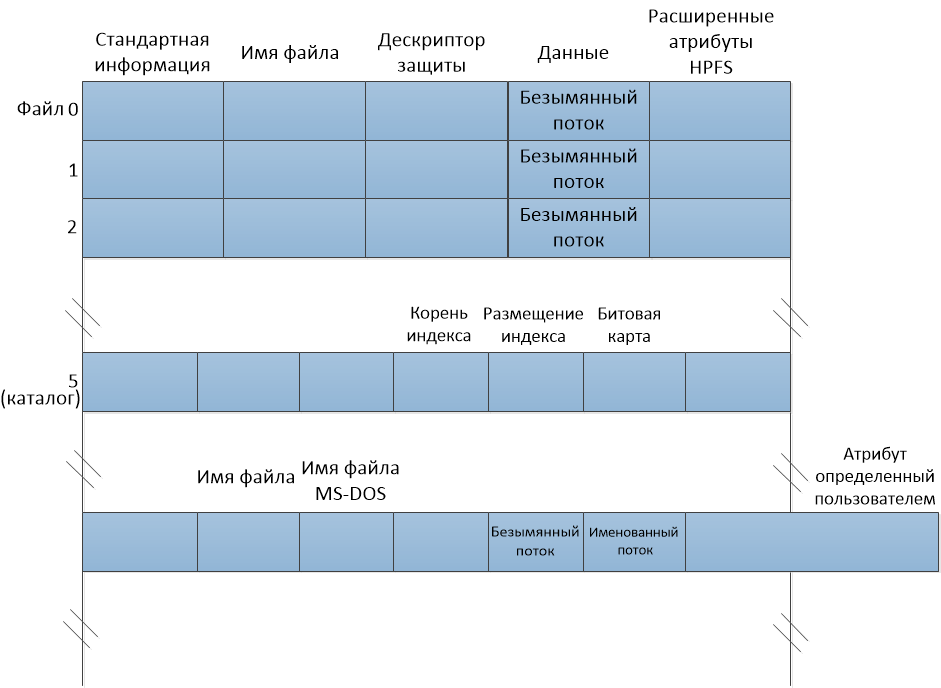 Стандартная
информация
Имя файла
Дескриптор
защиты
Данные
Расширенные
атрибуты
HPFS
Файл 0
Безымянный
поток
1
Безымянный
поток
2
Безымянный
поток
Корень
индекса
Размещение
индекса
Битовая
карта
5
(каталог)
Имя файла
Имя файла
MS-DOS
Атрибут
определенный
пользователем
Безымянный
поток
Именованный
поток